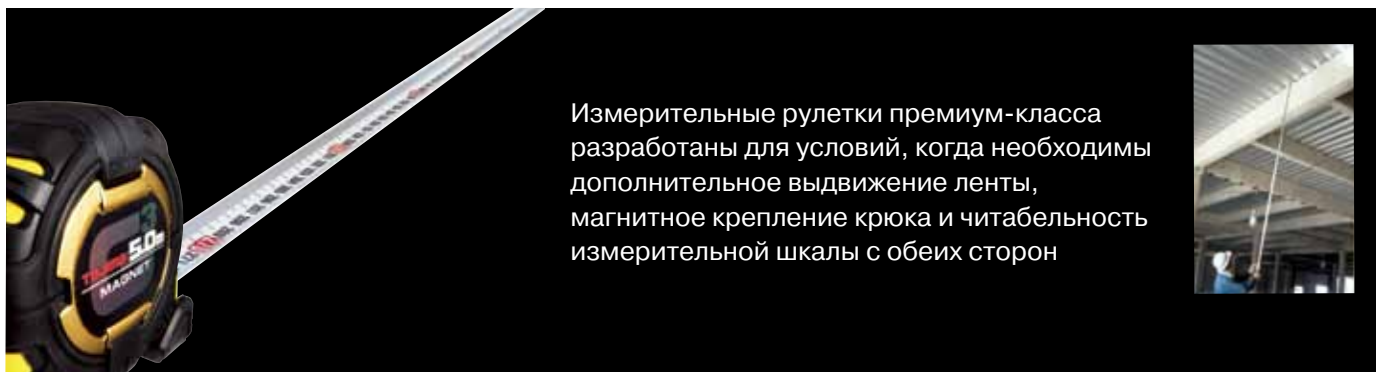 TAJIMA 5.0m
MAGNET
Измерительные рулетки премиум-класса
разработаны для условий, когда необходимы
дополнительное выдвижение ленты,
магнитное крепление крюка и читабельность
измерительной шкалы с обеих сторон